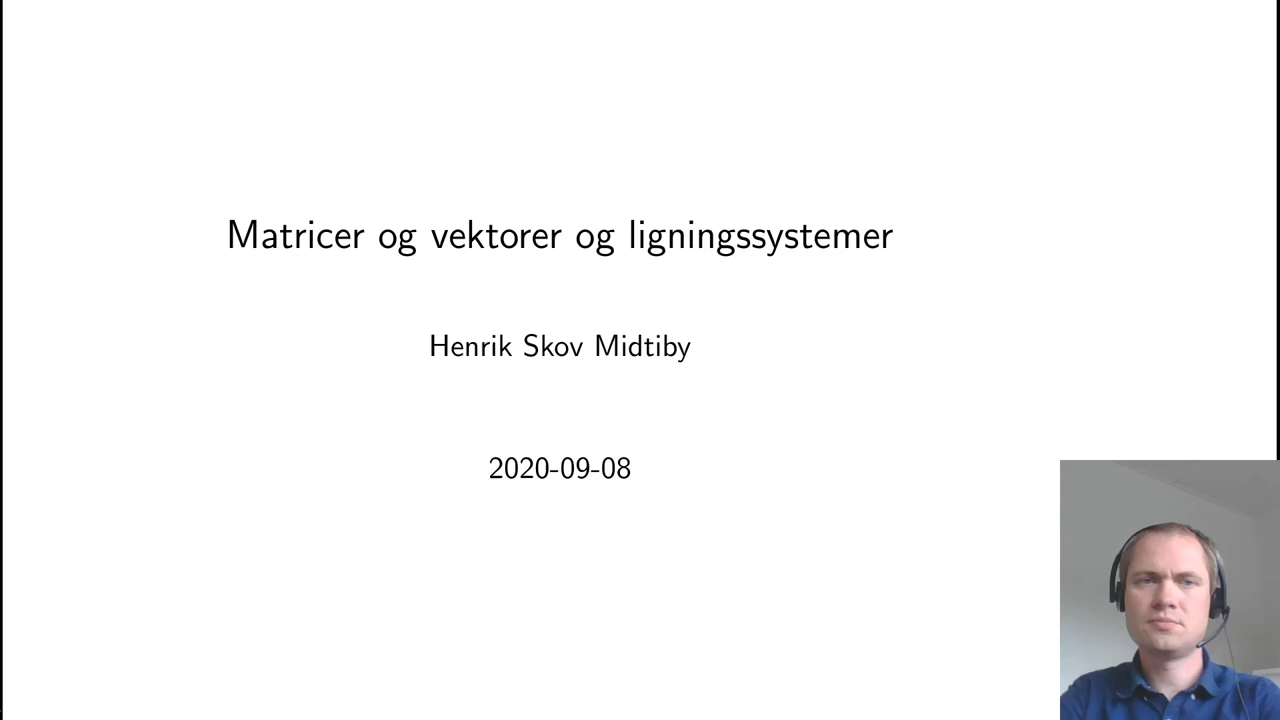 Matricer og vektorer og ligningssystemer
Henrik Skov Midtiby
2020-09-08